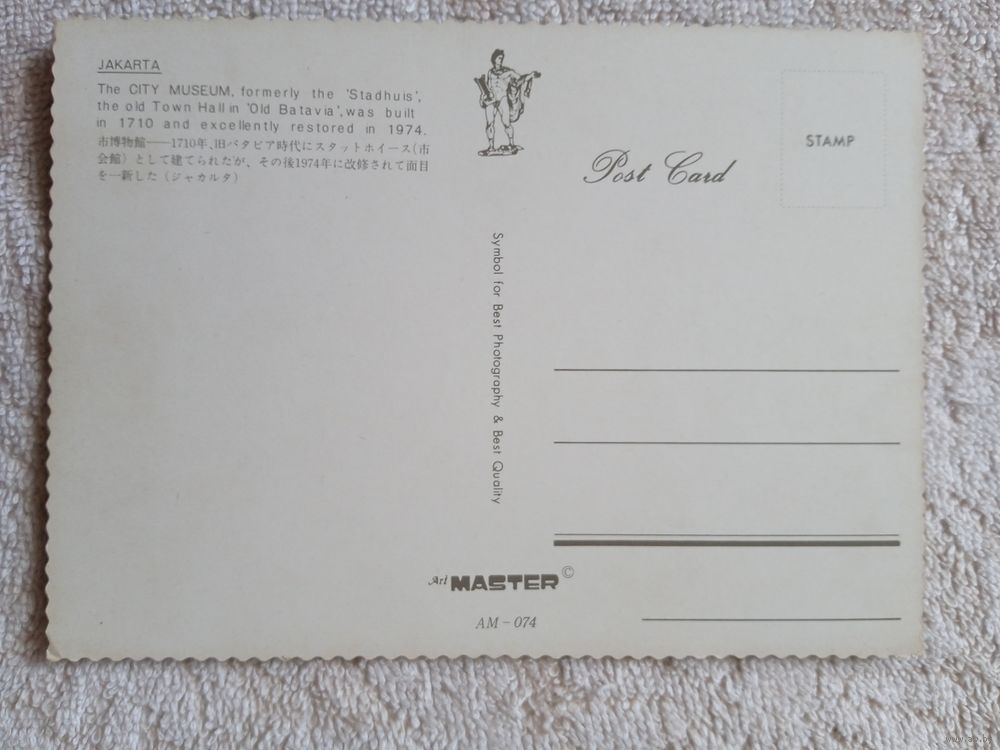 JAKARTA
The CITY MUSEUM, formerly the 'Stadhuis',
the old Town Hall in 'Old Batavia', was built
in 1710 and excellently restored in 1974.
市博物館――1710年、旧バタビア時代にスタットホイース(市
会館)として建てられたが、その後1974年に改修されて面目
を一新した(ジャカルタ)
Post Card
STAMP
Symbol for Best Photography & Best Quality
Art MASTER©
AM-074